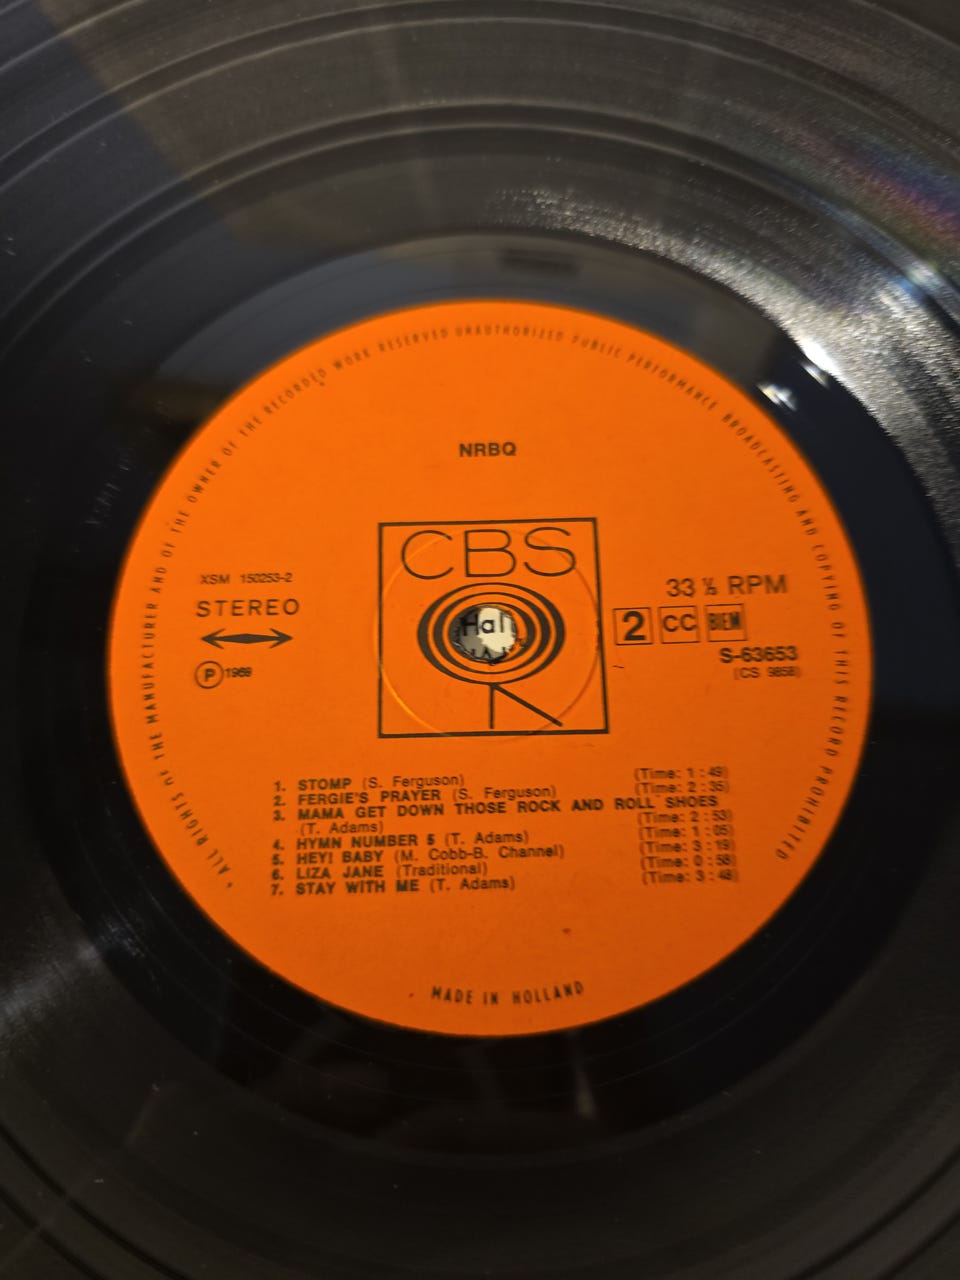 • ALL RIGHTS OF THE MANUFACTURER AND OF THE OWNER OF THE RECORDED WORK RESERVED UNAUTHORIZED PUBLIC PERFORMANCE BROADCASTING AND COPYING OF THIS RECORD PROHIBITED
NRBQ
CBS
XSM 150253-2
STEREO
P 1969
Hall
33 ⅓ RPM
2 CC BIEM
S-63653
(CS 9858)
1. STOMP (S. Ferguson) (Time: 1:49)
2. FERGIE'S PRAYER (S. Ferguson) (Time: 2:35)
3. MAMA GET DOWN THOSE ROCK AND ROLL SHOES
(T. Adams) (Time: 2:53)
4. HYMN NUMBER 5 (T. Adams) (Time: 1:05)
5. HEY! BABY (M. Cobb-B. Channel) (Time: 3:19)
6. LIZA JANE (Traditional) (Time: 0:58)
7. STAY WITH ME (T. Adams) (Time: 3:48)
MADE IN HOLLAND